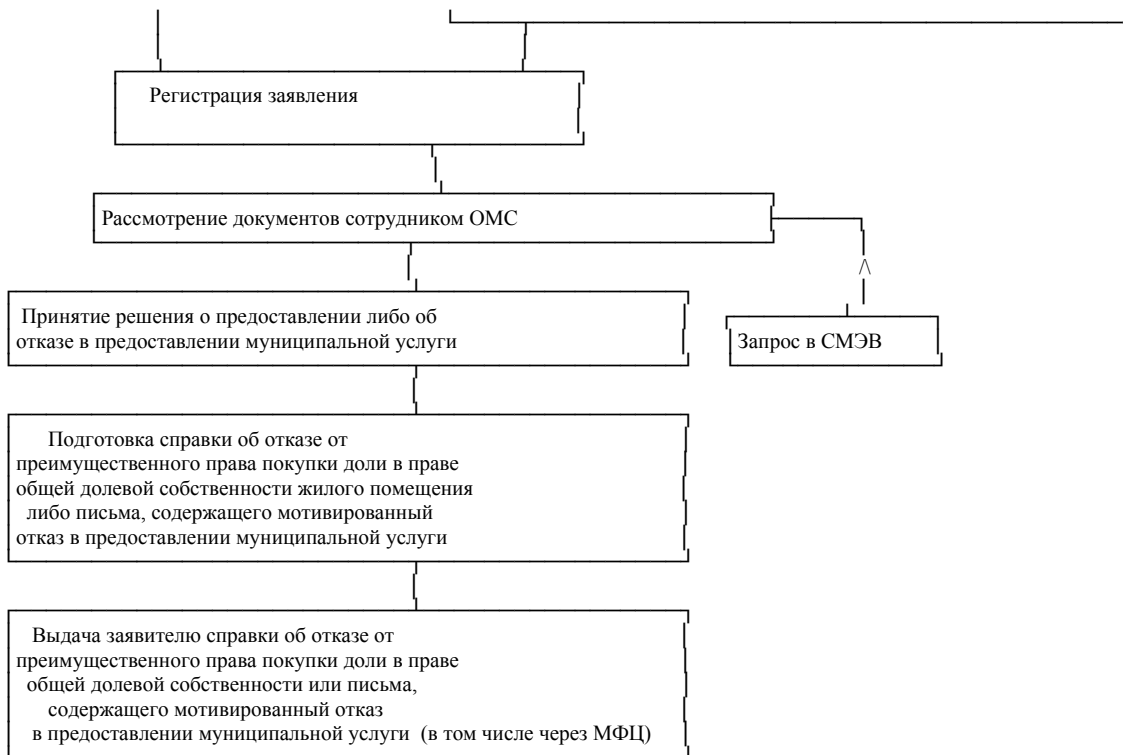 Регистрация заявления
Рассмотрение документов сотрудником ОМС
Принятие решения о предоставлении либо об
отказе в предоставлении муниципальной услуги
Запрос в СМЭВ
Подготовка справки об отказе от
преимущественного права покупки доли в праве
общей долевой собственности жилого помещения
либо письма, содержащего мотивированный
отказ в предоставлении муниципальной услуги
Выдача заявителю справки об отказе от
преимущественного права покупки доли в праве
общей долевой собственности или письма,
содержащего мотивированный отказ
в предоставлении муниципальной услуги (в том числе через МФЦ)